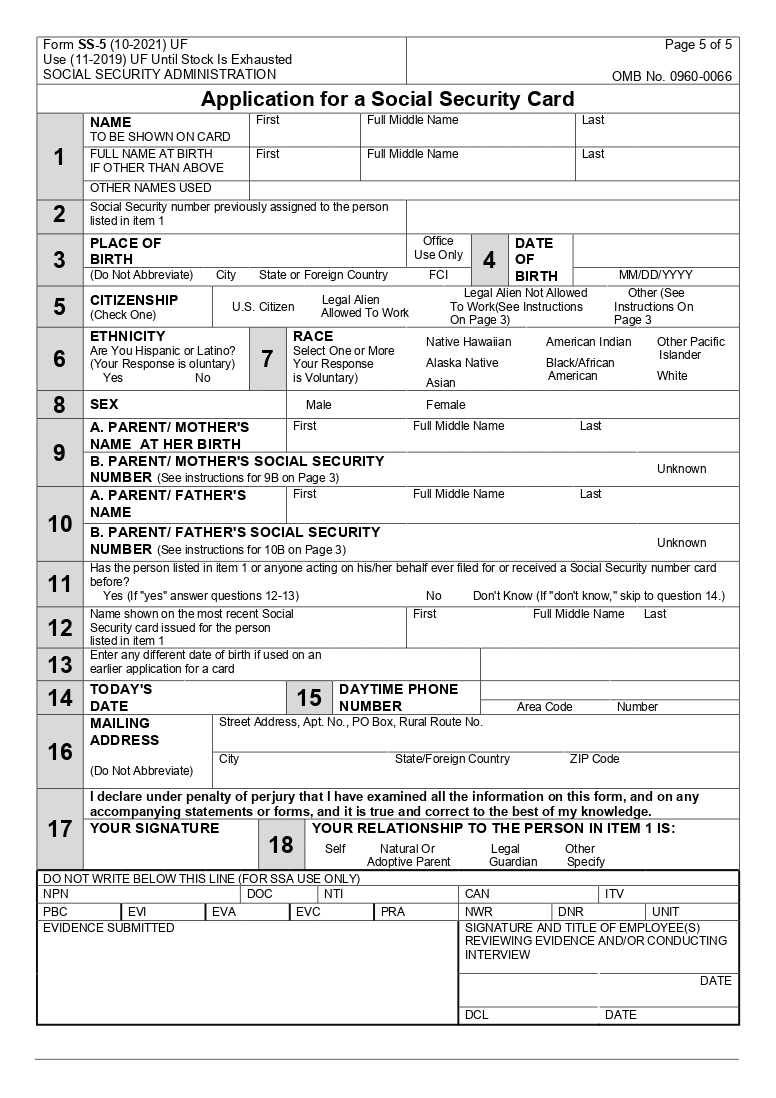 Form SS-5 (10-2021) UF
Use (11-2019) UF Until Stock Is Exhausted
SOCIAL SECURITY ADMINISTRATION
Page 5 of 5
OMB No. 0960-0066
Application for a Social Security Card
1
NAME
TO BE SHOWN ON CARD
First
Full Middle Name
Last
FULL NAME AT BIRTH
IF OTHER THAN ABOVE
First
Full Middle Name
Last
OTHER NAMES USED
2
Social Security number previously assigned to the person
listed in item 1
3
PLACE OF
BIRTH
(Do Not Abbreviate)
City
State or Foreign Country
Office
Use Only
FCI
4
DATE
OF
BIRTH
MM/DD/YYYY
5
CITIZENSHIP
(Check One)
U.S. Citizen
Legal Alien
Allowed To Work
Legal Alien Not Allowed
To Work(See Instructions
On Page 3)
Other (See
Instructions On
Page 3
6
ETHNICITY
Are You Hispanic or Latino?
(Your Response is oluntary)
Yes
No
7
RACE
Select One or More
Your Response
is Voluntary)
Native Hawaiian
Alaska Native
Asian
American Indian
Black/African
American
Other Pacific
Islander
White
8
SEX
Male
Female
9
A. PARENT/ MOTHER'S
NAME AT HER BIRTH
First
Full Middle Name
Last
B. PARENT/ MOTHER'S SOCIAL SECURITY
NUMBER (See instructions for 9B on Page 3)
Unknown
10
A. PARENT/ FATHER'S
NAME
First
Full Middle Name
Last
B. PARENT/ FATHER'S SOCIAL SECURITY
NUMBER (See instructions for 10B on Page 3)
Unknown
11
Has the person listed in item 1 or anyone acting on his/her behalf ever filed for or received a Social Security number card
before?
Yes (If "yes" answer questions 12-13)
No
Don't Know (If "don't know," skip to question 14.)
12
Name shown on the most recent Social
Security card issued for the person
listed in item 1
First
Full Middle Name
Last
13
Enter any different date of birth if used on an
earlier application for a card
14
TODAY'S
DATE
15
DAYTIME PHONE
NUMBER
Area Code
Number
16
MAILING
ADDRESS
(Do Not Abbreviate)
Street Address, Apt. No., PO Box, Rural Route No.
City
State/Foreign Country
ZIP Code
17
I declare under penalty of perjury that I have examined all the information on this form, and on any
accompanying statements or forms, and it is true and correct to the best of my knowledge.
YOUR SIGNATURE
18
YOUR RELATIONSHIP TO THE PERSON IN ITEM 1 IS:
Self
Natural Or
Adoptive Parent
Legal
Guardian
Other
Specify
DO NOT WRITE BELOW THIS LINE (FOR SSA USE ONLY)
NPN
DOC
NTI
CAN
ITV
PBC
EVI
EVA
EVC
PRA
NWR
DNR
UNIT
EVIDENCE SUBMITTED
SIGNATURE AND TITLE OF EMPLOYEE(S)
REVIEWING EVIDENCE AND/OR CONDUCTING
INTERVIEW
DATE
DCL
DATE